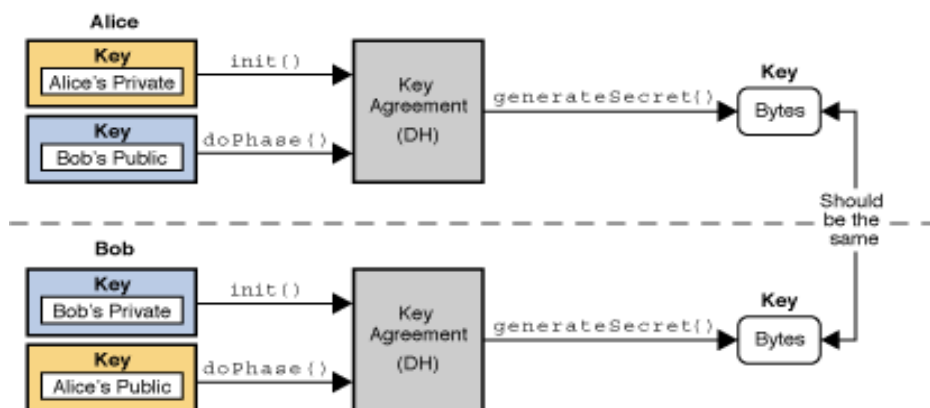 Alice
Key
Alice's Private
init()
Key
Bob's Public
doPhase()
Key
Agreement
(DH)
generateSecret()
Key
Bytes
Should
be the
same
Bob
Key
Bob's Private
init()
Key
Alice's Public
doPhase()
Key
Agreement
(DH)
generateSecret()
Key
Bytes